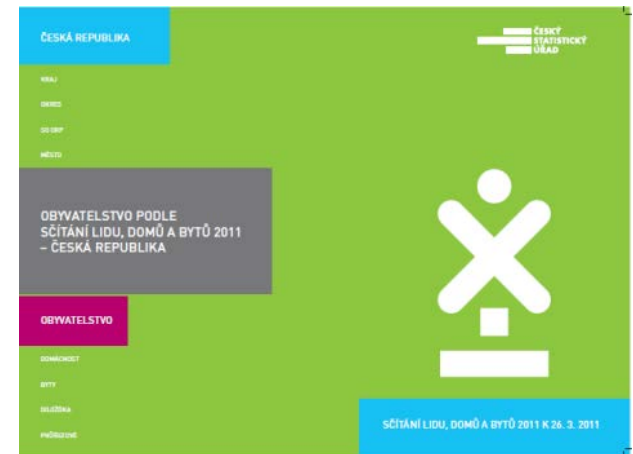 ČESKÁ REPUBLIKA
ČESKÝ
STATISTICKÝ
ÚŘAD
KRAJ
OKRES
SO ORP
MĚSTO
OBYVATELSTVO PODLE
SČÍTÁNÍ LIDU, DOMŮ A BYTŮ 2011
– ČESKÁ REPUBLIKA
OBYVATELSTVO
DOMÁCNOST
BYTY
PRŮŘEZOVÉ
SČÍTÁNÍ LIDU, DOMŮ A BYTŮ 2011 K 26. 3. 2011